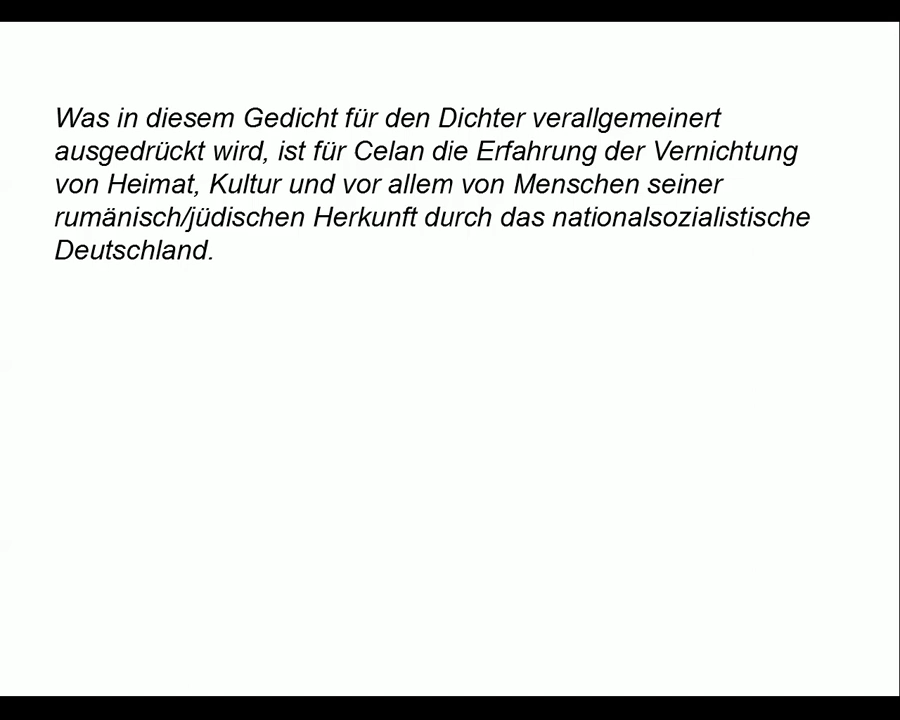 Was in diesem Gedicht für den Dichter verallgemeinert
ausgedrückt wird, ist für Celan die Erfahrung der Vernichtung
von Heimat, Kultur und vor allem von Menschen seiner
rumänisch/jüdischen Herkunft durch das nationalsozialistische
Deutschland.